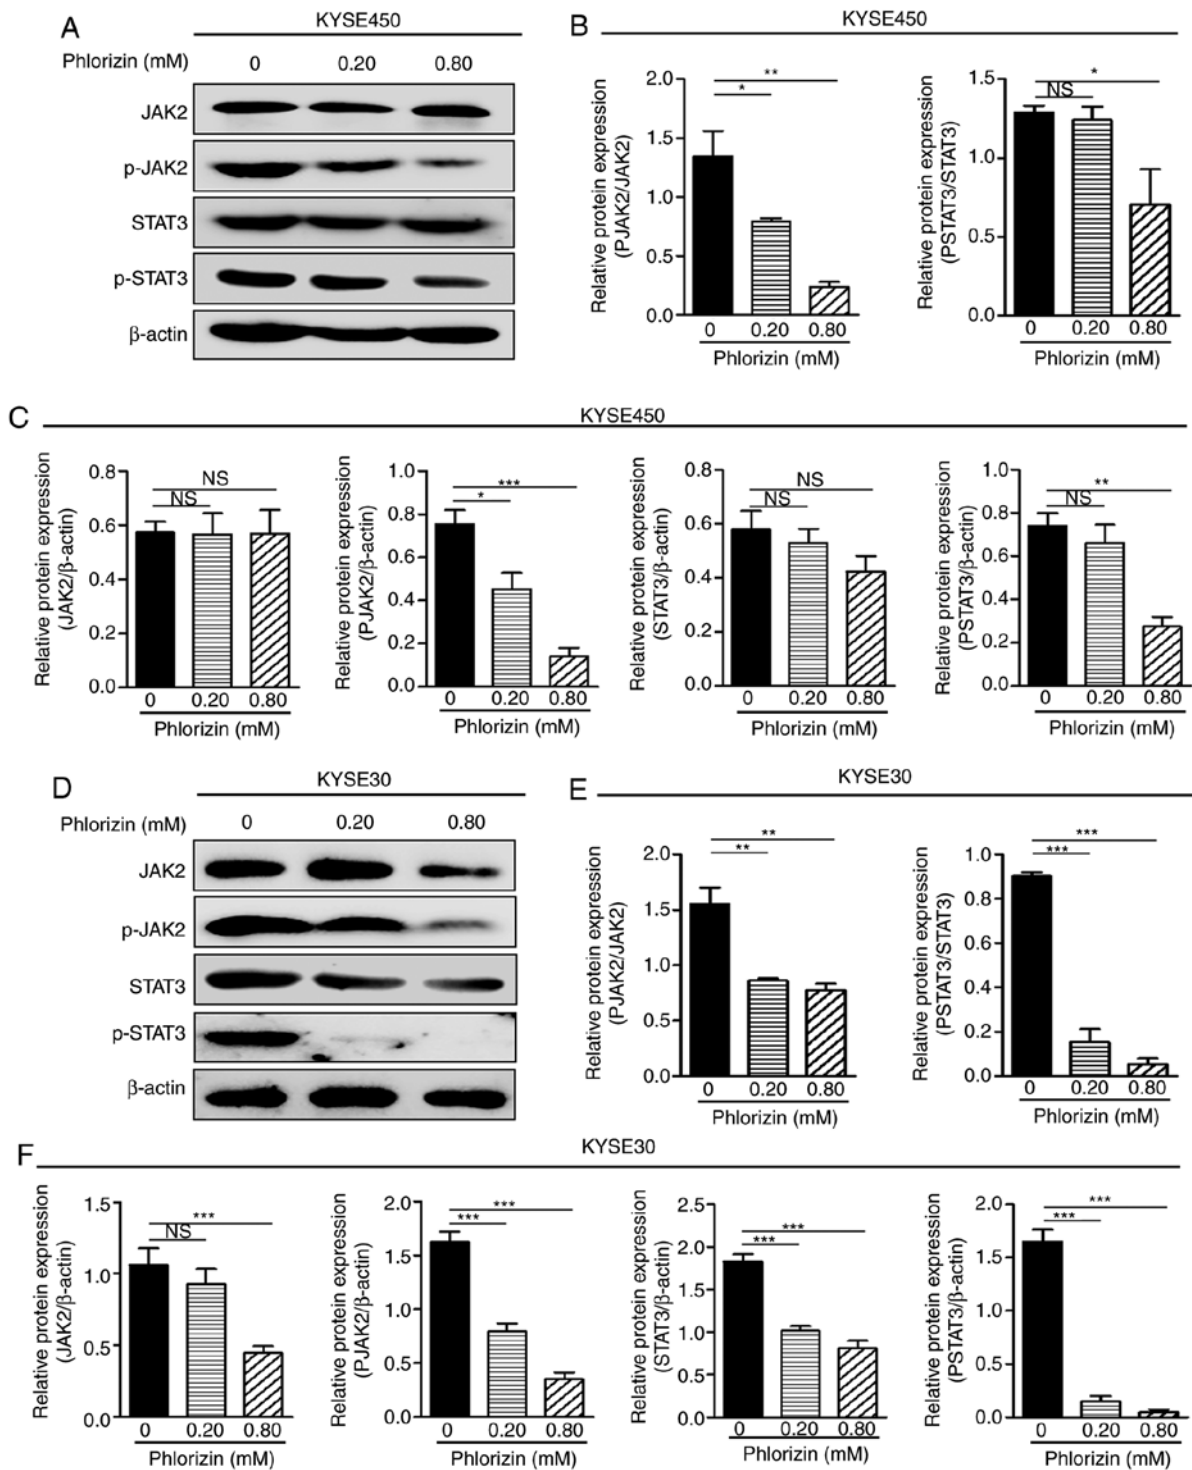 A
KYSE450
Phlorizin (mM) 0 0.20 0.80
JAK2
p-JAK2
STAT3
p-STAT3
β-actin
B
KYSE450
Relative protein expression
(PJAK2/JAK2)
2.0
1.5
1.0
0.5
0.0
**
*
0 0.20 0.80
Phlorizin (mM)
Relative protein expression
(PSTAT3/STAT3)
1.5
1.0
0.5
0.0
*
NS
0 0.20 0.80
Phlorizin (mM)
C
KYSE450
Relative protein expression
(JAK2/β-actin)
0.8
0.6
0.4
0.2
0.0
NS
NS
0 0.20 0.80
Phlorizin (mM)
Relative protein expression
(PJAK2/β-actin)
1.0
0.8
0.6
0.4
0.2
0.0
***
*
0 0.20 0.80
Phlorizin (mM)
Relative protein expression
(STAT3/β-actin)
0.8
0.6
0.4
0.2
0.0
NS
NS
0 0.20 0.80
Phlorizin (mM)
Relative protein expression
(PSTAT3/β-actin)
1.0
0.8
0.6
0.4
0.2
0.0
**
NS
0 0.20 0.80
Phlorizin (mM)
D
KYSE30
Phlorizin (mM) 0 0.20 0.80
JAK2
p-JAK2
STAT3
p-STAT3
β-actin
E
KYSE30
Relative protein expression
(PJAK2/JAK2)
2.0
1.5
1.0
0.5
0.0
**
**
0 0.20 0.80
Phlorizin (mM)
Relative protein expression
(PSTAT3/STAT3)
1.0
0.8
0.6
0.4
0.2
0.0
***
***
0 0.20 0.80
Phlorizin (mM)
F
KYSE30
Relative protein expression
(JAK2/β-actin)
1.5
1.0
0.5
0.0
***
NS
0 0.20 0.80
Phlorizin (mM)
Relative protein expression
(PJAK2/β-actin)
2.0
1.5
1.0
0.5
0.0
***
***
0 0.20 0.80
Phlorizin (mM)
Relative protein expression
(STAT3/β-actin)
2.5
2.0
1.5
1.0
0.5
0.0
***
***
0 0.20 0.80
Phlorizin (mM)
Relative protein expression
(PSTAT3/β-actin)
2.0
1.5
1.0
0.5
0.0
***
***
0 0.20 0.80
Phlorizin (mM)